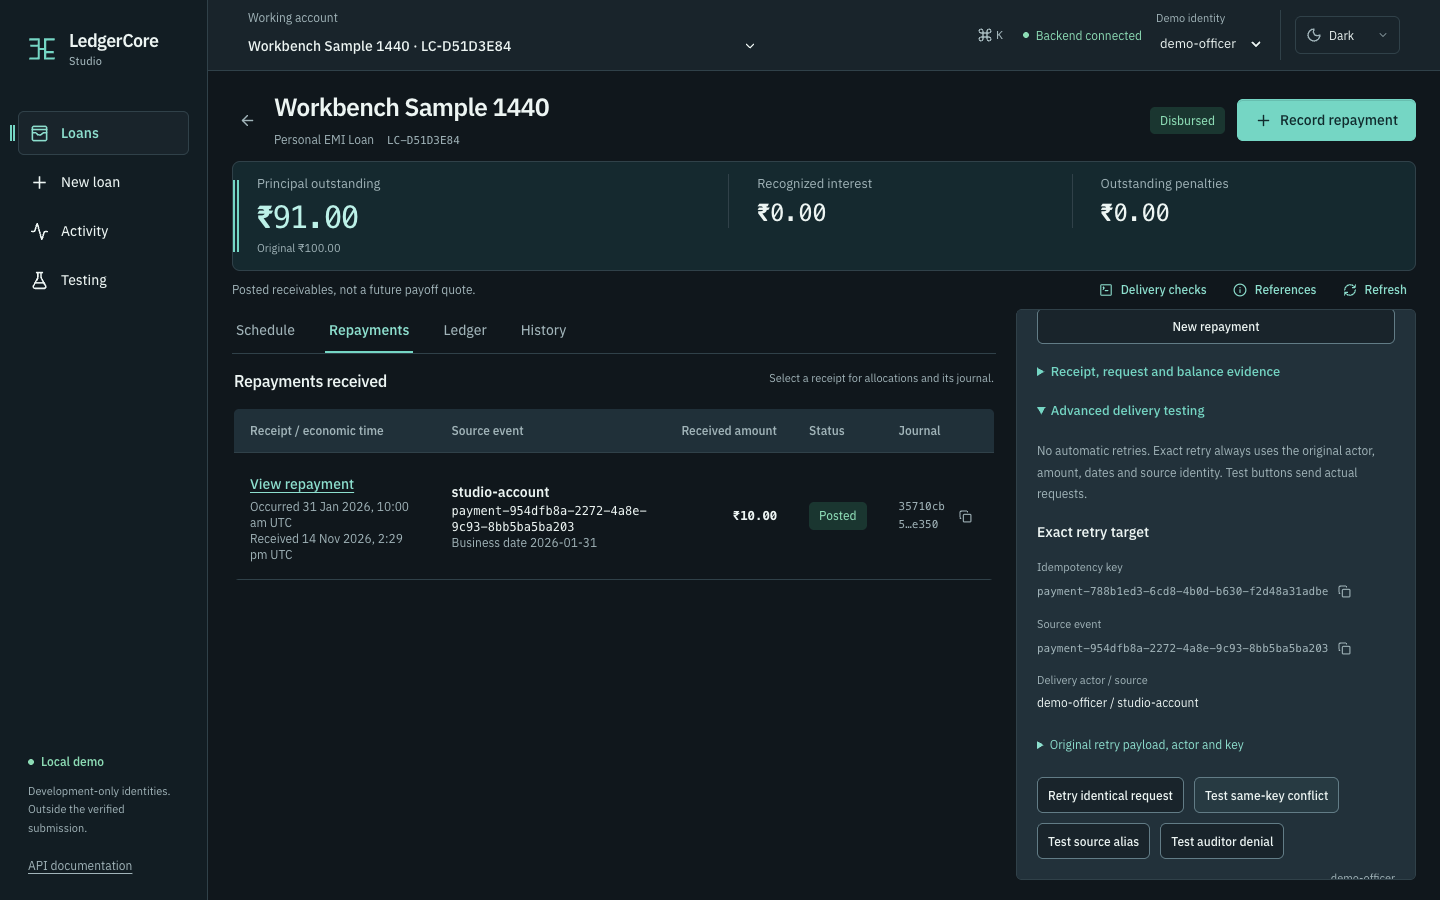 LedgerCore
Studio
Loans
New loan
Activity
Testing
Local demo
Development-only identities.
Outside the verified
submission.
API documentation
Working account
Workbench Sample 1440 · LC-D51D3E84
⌘ K
Backend connected
Demo identity
demo-officer
Dark
Workbench Sample 1440
Personal EMI Loan LC-D51D3E84
Disbursed
Record repayment
Principal outstanding
₹91.00
Original ₹100.00
Recognized interest
₹0.00
Outstanding penalties
₹0.00
Posted receivables, not a future payoff quote.
Delivery checks
References
Refresh
Schedule
Repayments
Ledger
History
Repayments received
Select a receipt for allocations and its journal.
Receipt / economic time
Source event
Received amount
Status
Journal
View repayment
Occurred 31 Jan 2026, 10:00
am UTC
Received 14 Nov 2026, 2:29
pm UTC
studio-account
payment-954dfb8a-2272-4a8e-
9c93-8bb5ba5ba203
Business date 2026-01-31
₹10.00
Posted
35710cb
5…e350
New repayment
Receipt, request and balance evidence
Advanced delivery testing
No automatic retries. Exact retry always uses the original actor,
amount, dates and source identity. Test buttons send actual
requests.
Exact retry target
Idempotency key
payment-788b1ed3-6cd8-4b0d-b630-f2d48a31adbe
Source event
payment-954dfb8a-2272-4a8e-9c93-8bb5ba5ba203
Delivery actor / source
demo-officer / studio-account
Original retry payload, actor and key
Retry identical request
Test same-key conflict
Test source alias
Test auditor denial
demo-officer